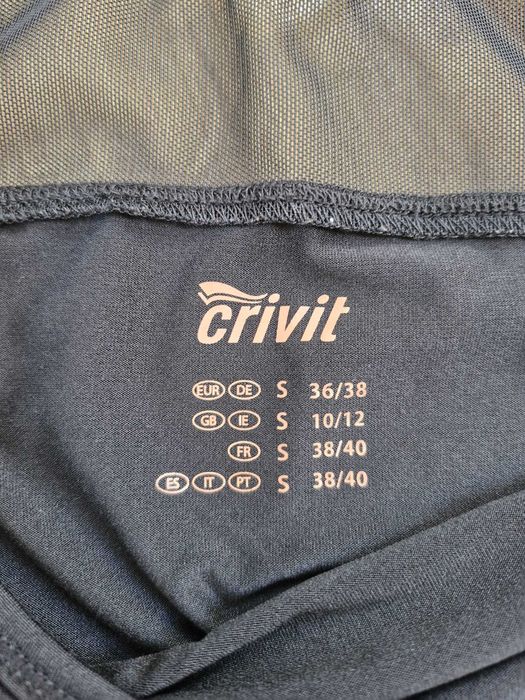 crivit
EUR DE S 36/38
GB IE S 10/12
FR S 38/40
ES IT PT S 38/40